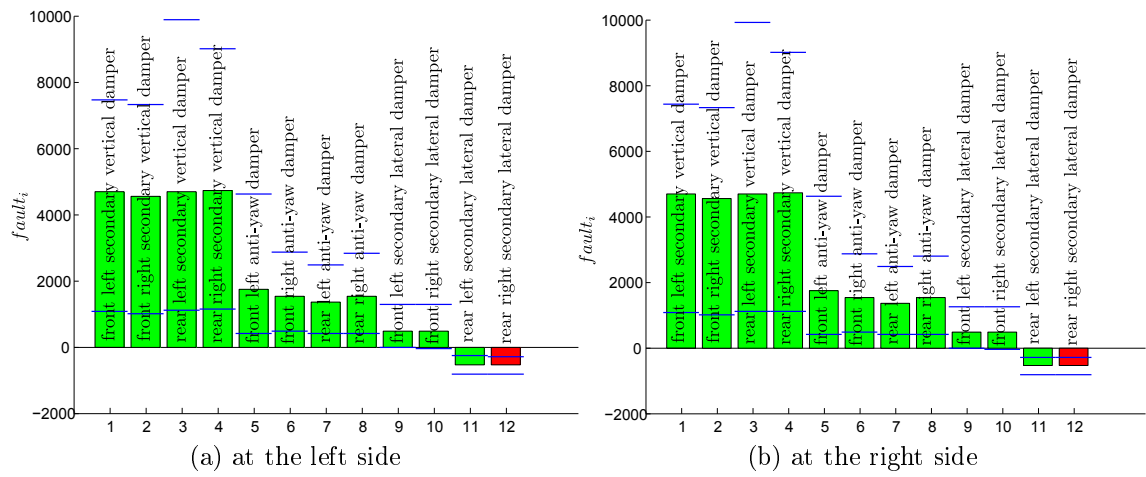 10000
8000
6000
4000
2000
0
−2000
fault_i
front left secondary vertical damper
front right secondary vertical damper
rear left secondary vertical damper
rear right secondary vertical damper
front left anti-yaw damper
front right anti-yaw damper
rear left anti-yaw damper
rear right anti-yaw damper
front left secondary lateral damper
front right secondary lateral damper
rear left secondary lateral damper
rear right secondary lateral damper
1 2 3 4 5 6 7 8 9 10 11 12
(a) at the left side
10000
8000
6000
4000
2000
0
−2000
fault_i
front left secondary vertical damper
front right secondary vertical damper
rear left secondary vertical damper
rear right secondary vertical damper
front left anti-yaw damper
front right anti-yaw damper
rear left anti-yaw damper
rear right anti-yaw damper
front left secondary lateral damper
front right secondary lateral damper
rear left secondary lateral damper
rear right secondary lateral damper
1 2 3 4 5 6 7 8 9 10 11 12
(b) at the right side